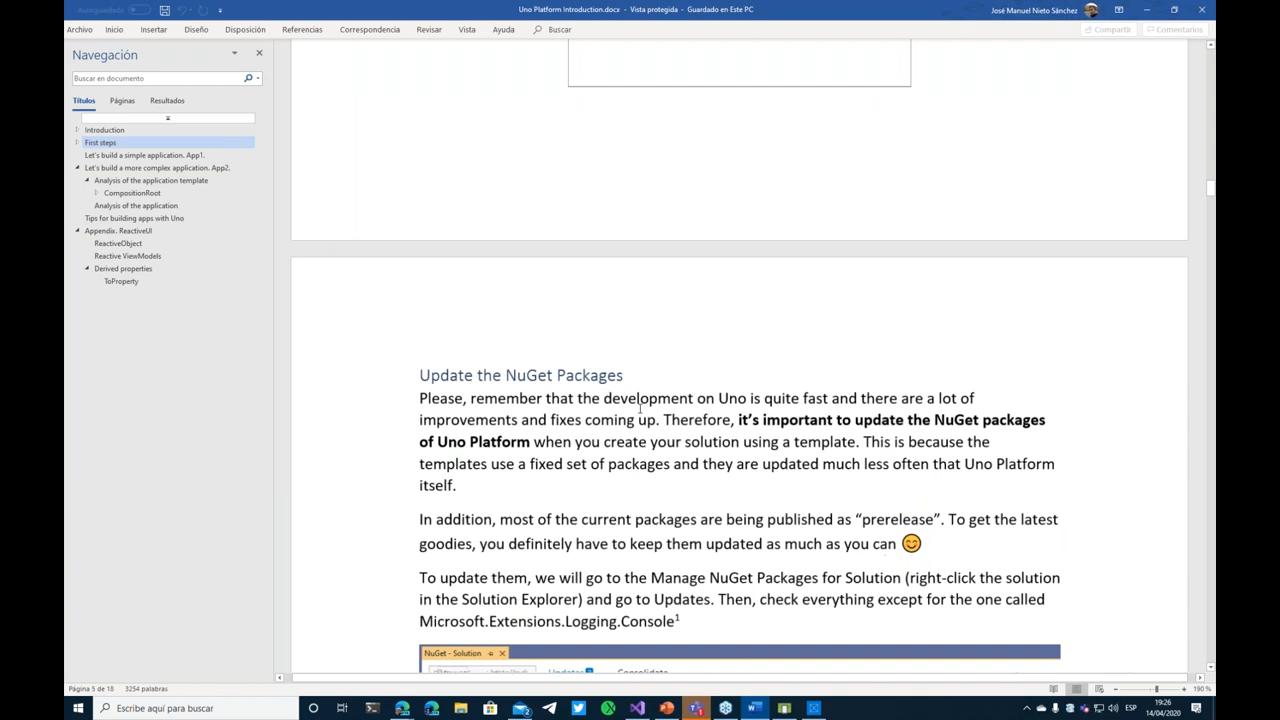 Autoguardado
Uno Platform Introduction.docx - Vista protegida - Guardado en Este PC
José Manuel Nieto Sánchez
Archivo Inicio Insertar Diseño Disposición Referencias Correspondencia Revisar Vista Ayuda Buscar
Compartir Comentarios
Navegación
Buscar en documento
Títulos Páginas Resultados
Introduction
First steps
Let's build a simple application. App1.
Let's build a more complex application. App2.
Analysis of the application template
CompositionRoot
Analysis of the application
Tips for building apps with Uno
Appendix. ReactiveUI
ReactiveObject
Reactive ViewModels
Derived properties
ToProperty
Update the NuGet Packages
Please, remember that the development on Uno is quite fast and there are a lot of
improvements and fixes coming up. Therefore, it's important to update the NuGet packages
of Uno Platform when you create your solution using a template. This is because the
templates use a fixed set of packages and they are updated much less often that Uno Platform
itself.
In addition, most of the current packages are being published as “prerelease”. To get the latest
goodies, you definitely have to keep them updated as much as you can 😊
To update them, we will go to the Manage NuGet Packages for Solution (right-click the solution
in the Solution Explorer) and go to Updates. Then, check everything except for the one called
Microsoft.Extensions.Logging.Console¹
NuGet - Solution
Updates Consolidate
Página 5 de 18 3254 palabras
190 %
Escribe aquí para buscar
ESP
19:26
14/04/2020